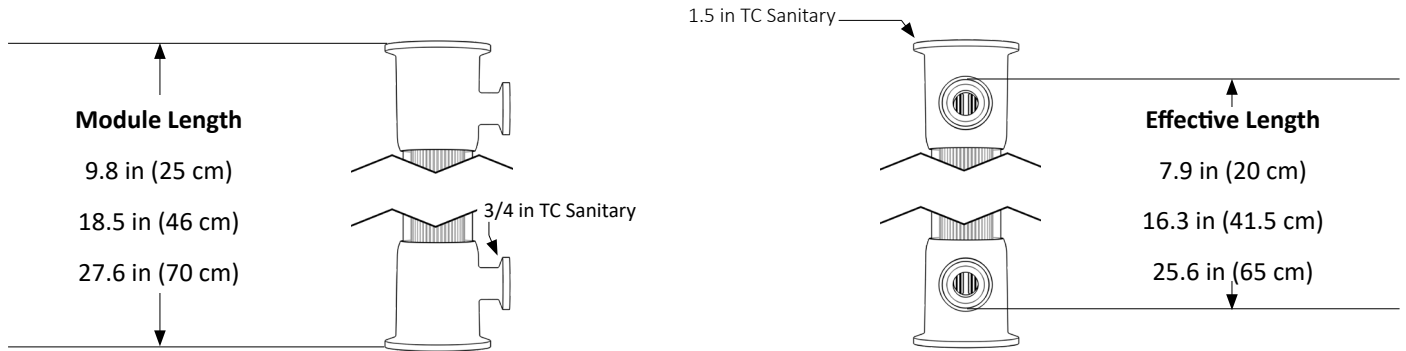 1.5 in TC Sanitary
Module Length
9.8 in (25 cm)
18.5 in (46 cm)
27.6 in (70 cm)
3/4 in TC Sanitary
Effective Length
7.9 in (20 cm)
16.3 in (41.5 cm)
25.6 in (65 cm)